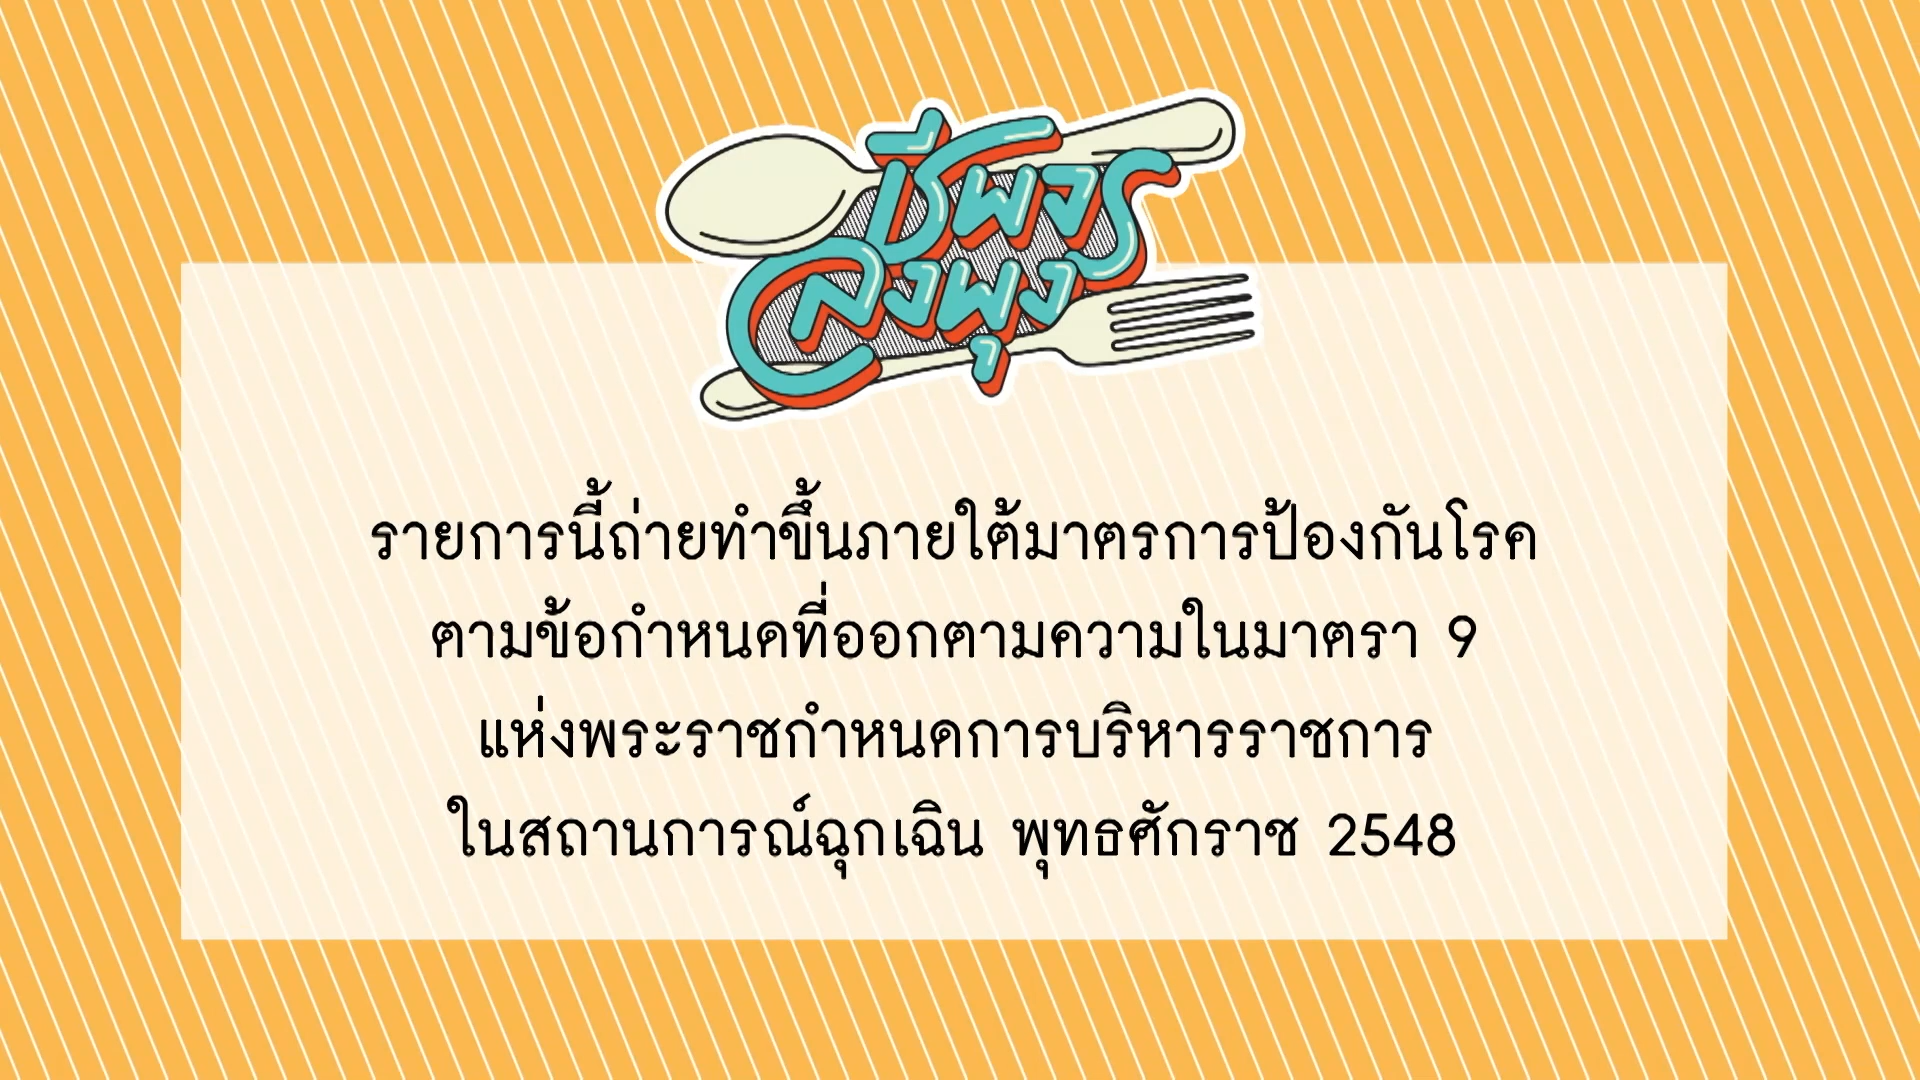 ชีพจร
ลงพุง
รายการนี้ถ่ายทำขึ้นภายใต้มาตรการป้องกันโรค
ตามข้อกำหนดที่ออกตามความในมาตรา 9
แห่งพระราชกำหนดการบริหารราชการ
ในสถานการณ์ฉุกเฉิน พุทธศักราช 2548